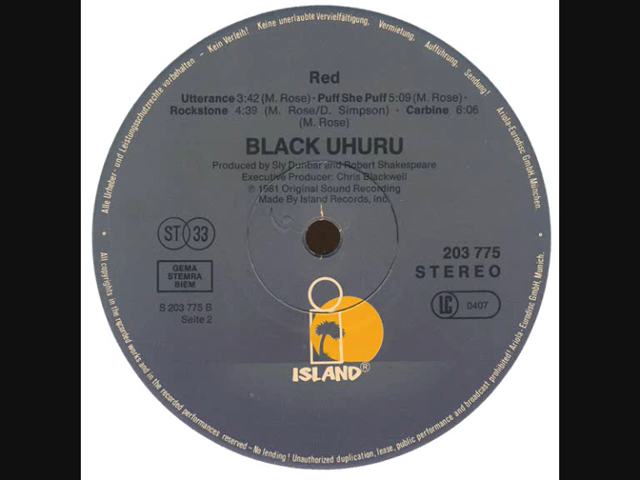 Alle Urheber- und Leistungsschutzrechte vorbehalten. - Kein Verleih! - Keine unerlaubte Vervielfältigung, Vermietung, Aufführung, Sendung! Ariola-Eurodisc GmbH, München.
Red
Utterance 3:42 (M. Rose) · Puff She Puff 5:09 (M. Rose) ·
Rockstone 4:39 (M. Rose/D. Simpson) · Carbine 6:06
(M. Rose)
BLACK UHURU
Produced by Sly Dunbar and Robert Shakespeare
Executive Producer: Chris Blackwell
℗ 1981 Original Sound Recording
Made By Island Records, Inc.
ST 33
203 775
STEREO
GEMA
STEMRA
BIEM
LC 0407
S 203 775 B
Seite 2
ISLAND®
All copyrights in the recorded works and in the recorded performances reserved - No lending! Unauthorized duplication, lease, public performance and broadcast prohibited! Ariola-Eurodisc GmbH, Munich.